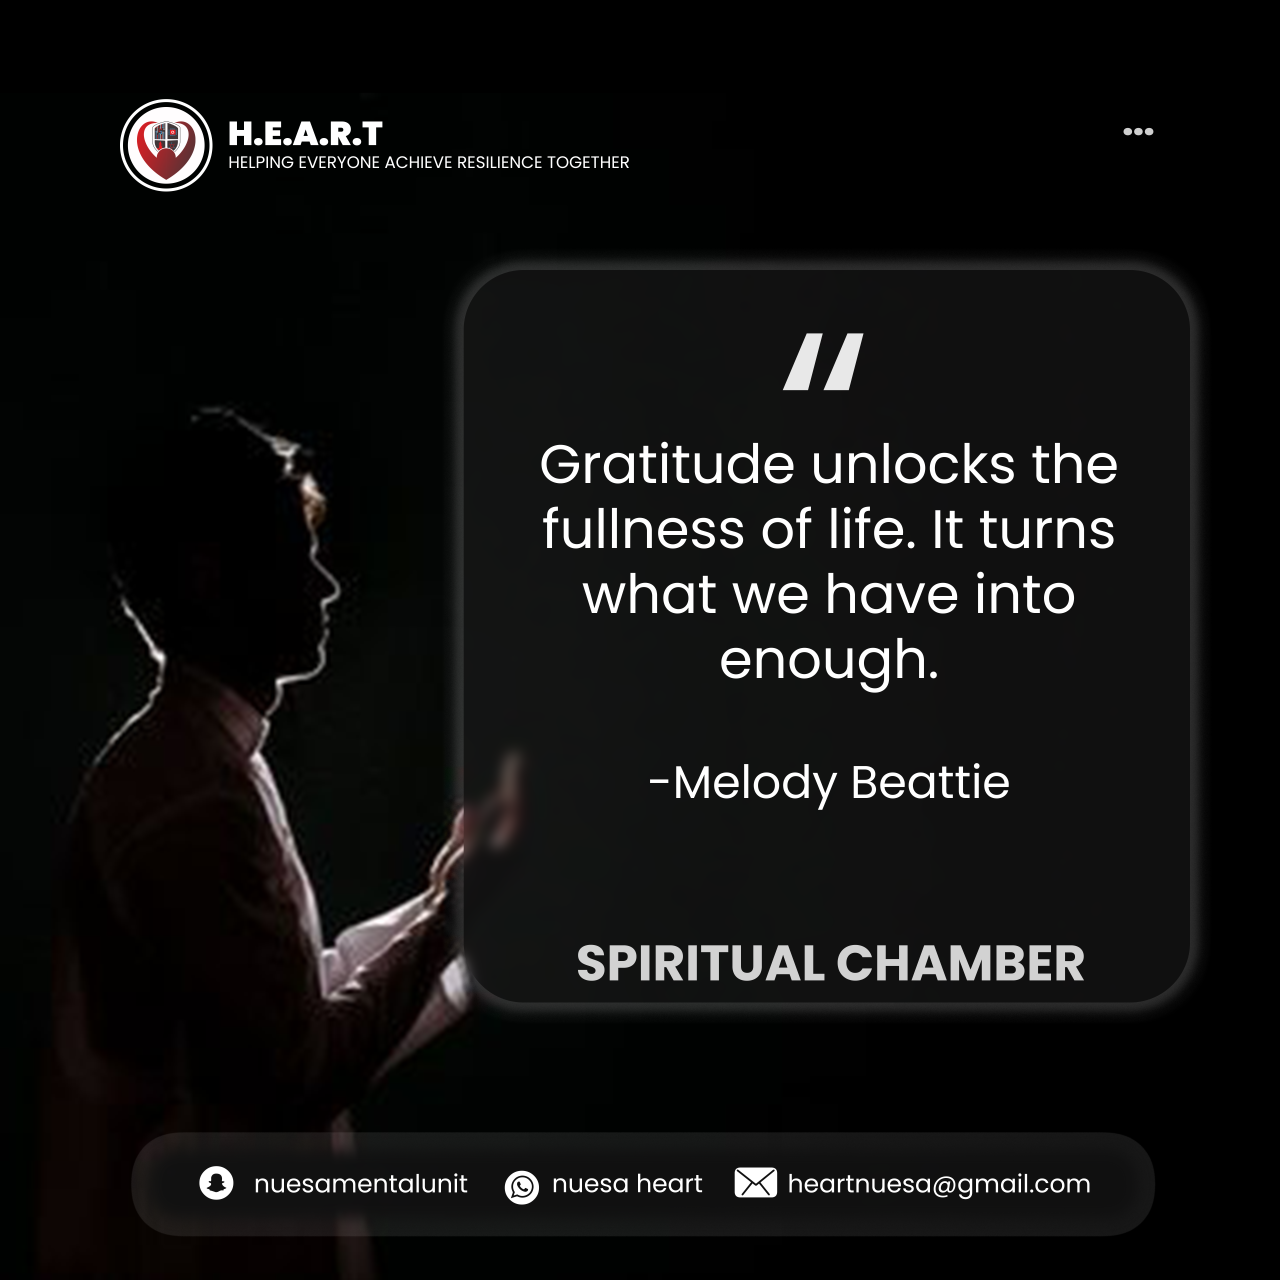 H.E.A.R.T
HELPING EVERYONE ACHIEVE RESILIENCE TOGETHER
Gratitude unlocks the
fullness of life. It turns
what we have into
enough.
-Melody Beattie
SPIRITUAL CHAMBER
nuesamentalunit
nuesa heart
heartnuesa@gmail.com